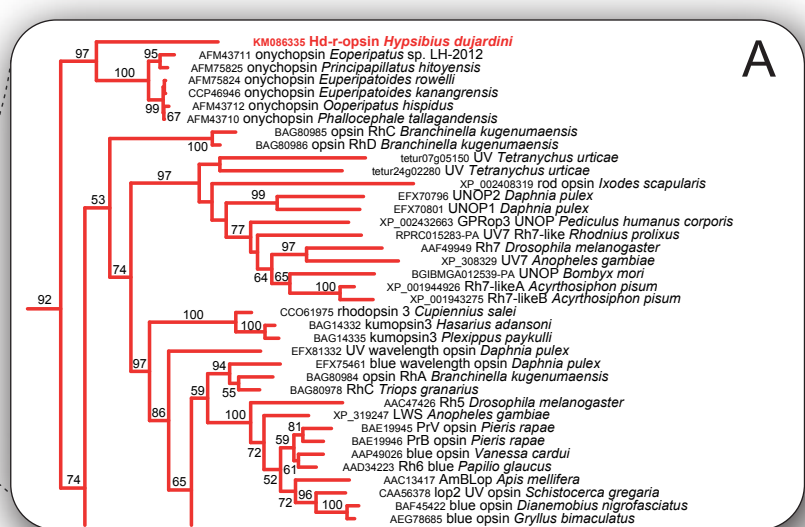 A
97
KM086335 Hd-r-opsin Hypsibius dujardini
95
AFM43711 onychopsin Eoperipatus sp. LH-2012
AFM75825 onychopsin Principapillatus hitoyensis
100
AFM75824 onychopsin Euperipatoides rowelli
CCP46946 onychopsin Euperipatoides kanangrensis
99
AFM43712 onychopsin Ooperipatus hispidus
67
AFM43710 onychopsin Phallocephale tallagandensis
BAG80985 opsin RhC Branchinella kugenumaensis
100
BAG80986 opsin RhD Branchinella kugenumaensis
tetur07g05150 UV Tetranychus urticae
tetur24g02280 UV Tetranychus urticae
97
XP_002408319 rod opsin Ixodes scapularis
53
99
EFX70796 UNOP2 Daphnia pulex
EFX70801 UNOP1 Daphnia pulex
XP_002432663 GPRop3 UNOP Pediculus humanus corporis
77
RPRC015283-PA UV7 Rh7-like Rhodnius prolixus
97
AAF49949 Rh7 Drosophila melanogaster
XP_308329 UV7 Anopheles gambiae
74
64
65
BGIBMGA012539-PA UNOP Bombyx mori
100
XP_001944926 Rh7-likeA Acyrthosiphon pisum
XP_001943275 Rh7-likeB Acyrthosiphon pisum
92
100
CCO61975 rhodopsin 3 Cupiennius salei
100
BAG14332 kumopsin3 Hasarius adansoni
BAG14335 kumopsin3 Plexippus paykulli
97
EFX81332 UV wavelength opsin Daphnia pulex
94
EFX75461 blue wavelength opsin Daphnia pulex
BAG80984 opsin RhA Branchinella kugenumaensis
59
55
BAG80978 RhC Triops granarius
AAC47426 Rh5 Drosophila melanogaster
86
100
XP_319247 LWS Anopheles gambiae
81
BAE19945 PrV opsin Pieris rapae
59
BAE19946 PrB opsin Pieris rapae
72
AAP49026 blue opsin Vanessa cardui
61
AAD34223 Rh6 blue Papilio glaucus
52
AAC13417 AmBLop Apis mellifera
74
65
72
96
CAA56378 lop2 UV opsin Schistocerca gregaria
100
BAF45422 blue opsin Dianemobius nigrofasciatus
AEG78685 blue opsin Gryllus bimaculatus